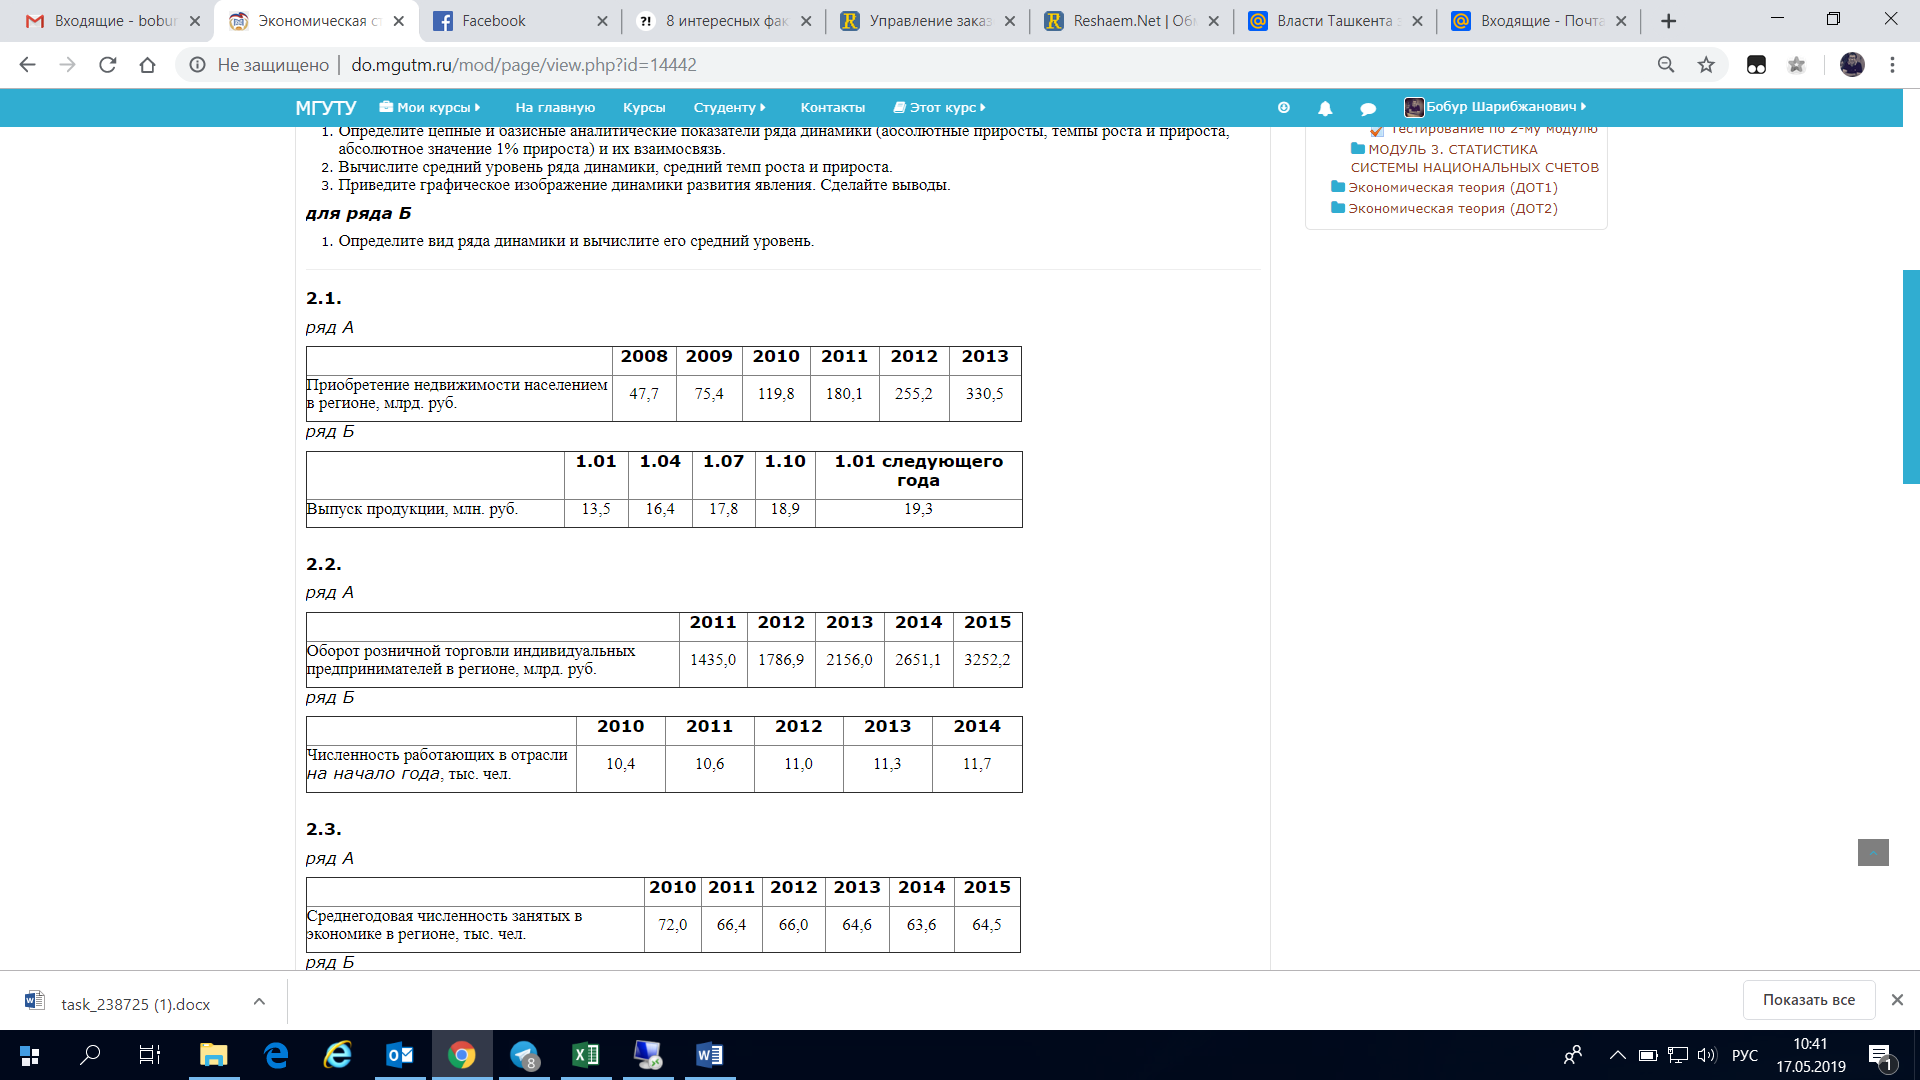 Входящие - bobur
Экономическая ст
Facebook
8 интересных фак
Управление заказ
Reshaem.Net | Обм
Власти Ташкента з
Входящие - Почта
Не защищено | do.mgutm.ru/mod/page/view.php?id=14442
МГУТУ Мои курсы На главную Курсы Студенту Контакты Этот курс Бобур Шарибжанович
1. Определите цепные и базисные аналитические показатели ряда динамики (абсолютные приросты, темпы роста и прироста,
абсолютное значение 1% прироста) и их взаимосвязь.
2. Вычислите средний уровень ряда динамики, средний темп роста и прироста.
3. Приведите графическое изображение динамики развития явления. Сделайте выводы.
для ряда Б
1. Определите вид ряда динамики и вычислите его средний уровень.
Тестирование по 2-му модулю
МОДУЛЬ 3. СТАТИСТИКА
СИСТЕМЫ НАЦИОНАЛЬНЫХ СЧЕТОВ
Экономическая теория (ДОТ1)
Экономическая теория (ДОТ2)
2.1.
ряд А
2008 2009 2010 2011 2012 2013
Приобретение недвижимости населением
в регионе, млрд. руб.
47,7 75,4 119,8 180,1 255,2 330,5
ряд Б
1.01 1.04 1.07 1.10 1.01 следующего
года
Выпуск продукции, млн. руб. 13,5 16,4 17,8 18,9 19,3
2.2.
ряд А
2011 2012 2013 2014 2015
Оборот розничной торговли индивидуальных
предпринимателей в регионе, млрд. руб.
1435,0 1786,9 2156,0 2651,1 3252,2
ряд Б
2010 2011 2012 2013 2014
Численность работающих в отрасли
на начало года, тыс. чел.
10,4 10,6 11,0 11,3 11,7
2.3.
ряд А
2010 2011 2012 2013 2014 2015
Среднегодовая численность занятых в
экономике в регионе, тыс. чел.
72,0 66,4 66,0 64,6 63,6 64,5
ряд Б
task_238725 (1).docx
Показать все
8
РУС
10:41
17.05.2019
1